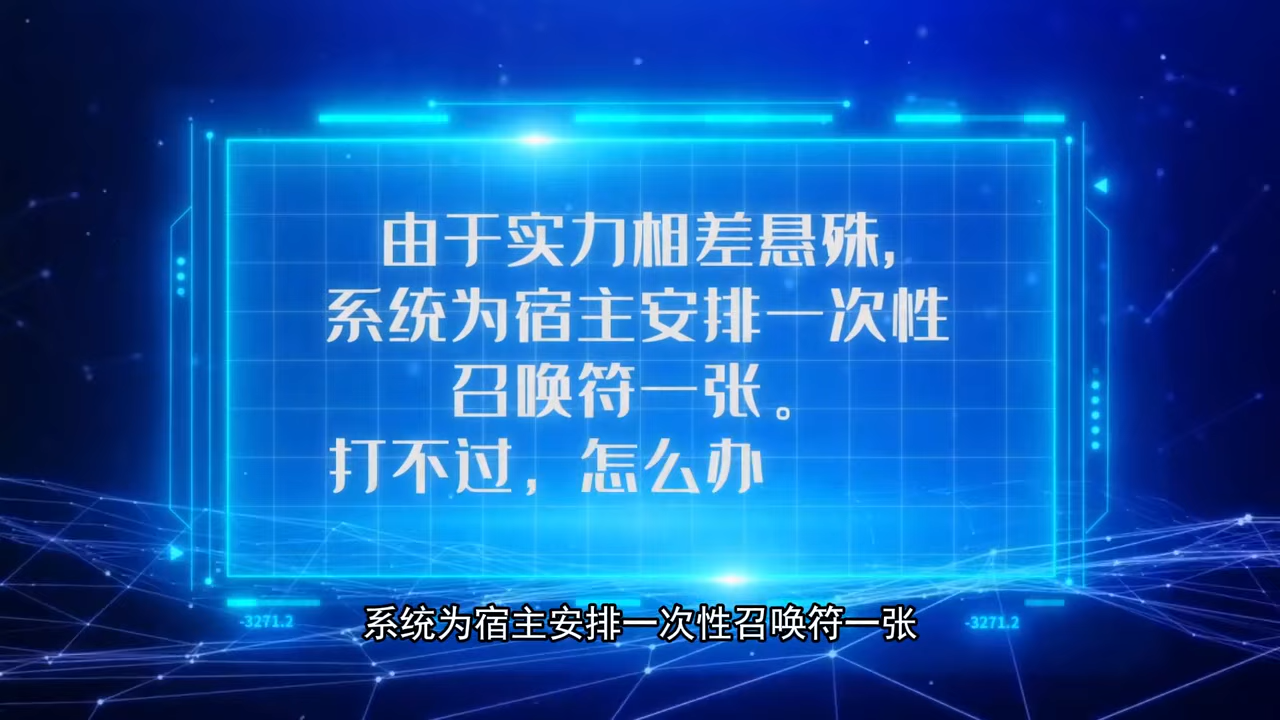 由于实力相差悬殊,
系统为宿主安排一次性
召唤符一张。
打不过，怎么办
-3271.2
-3271.2
系统为宿主安排一次性召唤符一张